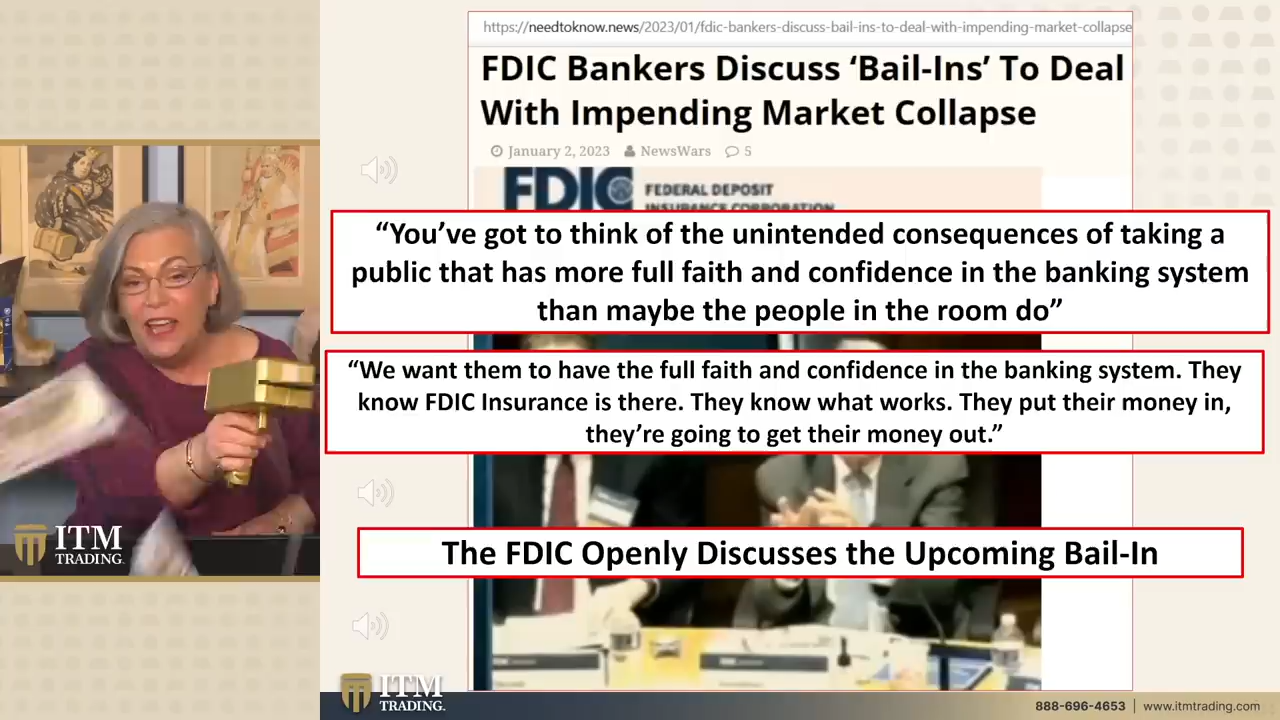 https://needtoknow.news/2023/01/fdic-bankers-discuss-bail-ins-to-deal-with-impending-market-collapse
FDIC Bankers Discuss ‘Bail-Ins’ To Deal
With Impending Market Collapse
January 2, 2023 NewsWars 5
FDIC FEDERAL DEPOSIT
INSURANCE CORPORATION
“You’ve got to think of the unintended consequences of taking a
public that has more full faith and confidence in the banking system
than maybe the people in the room do”
“We want them to have the full faith and confidence in the banking system. They
know FDIC Insurance is there. They know what works. They put their money in,
they’re going to get their money out.”
The FDIC Openly Discusses the Upcoming Bail-In
ITM
TRADING.
ITM
TRADING.
888-696-4653 | www.itmtrading.com